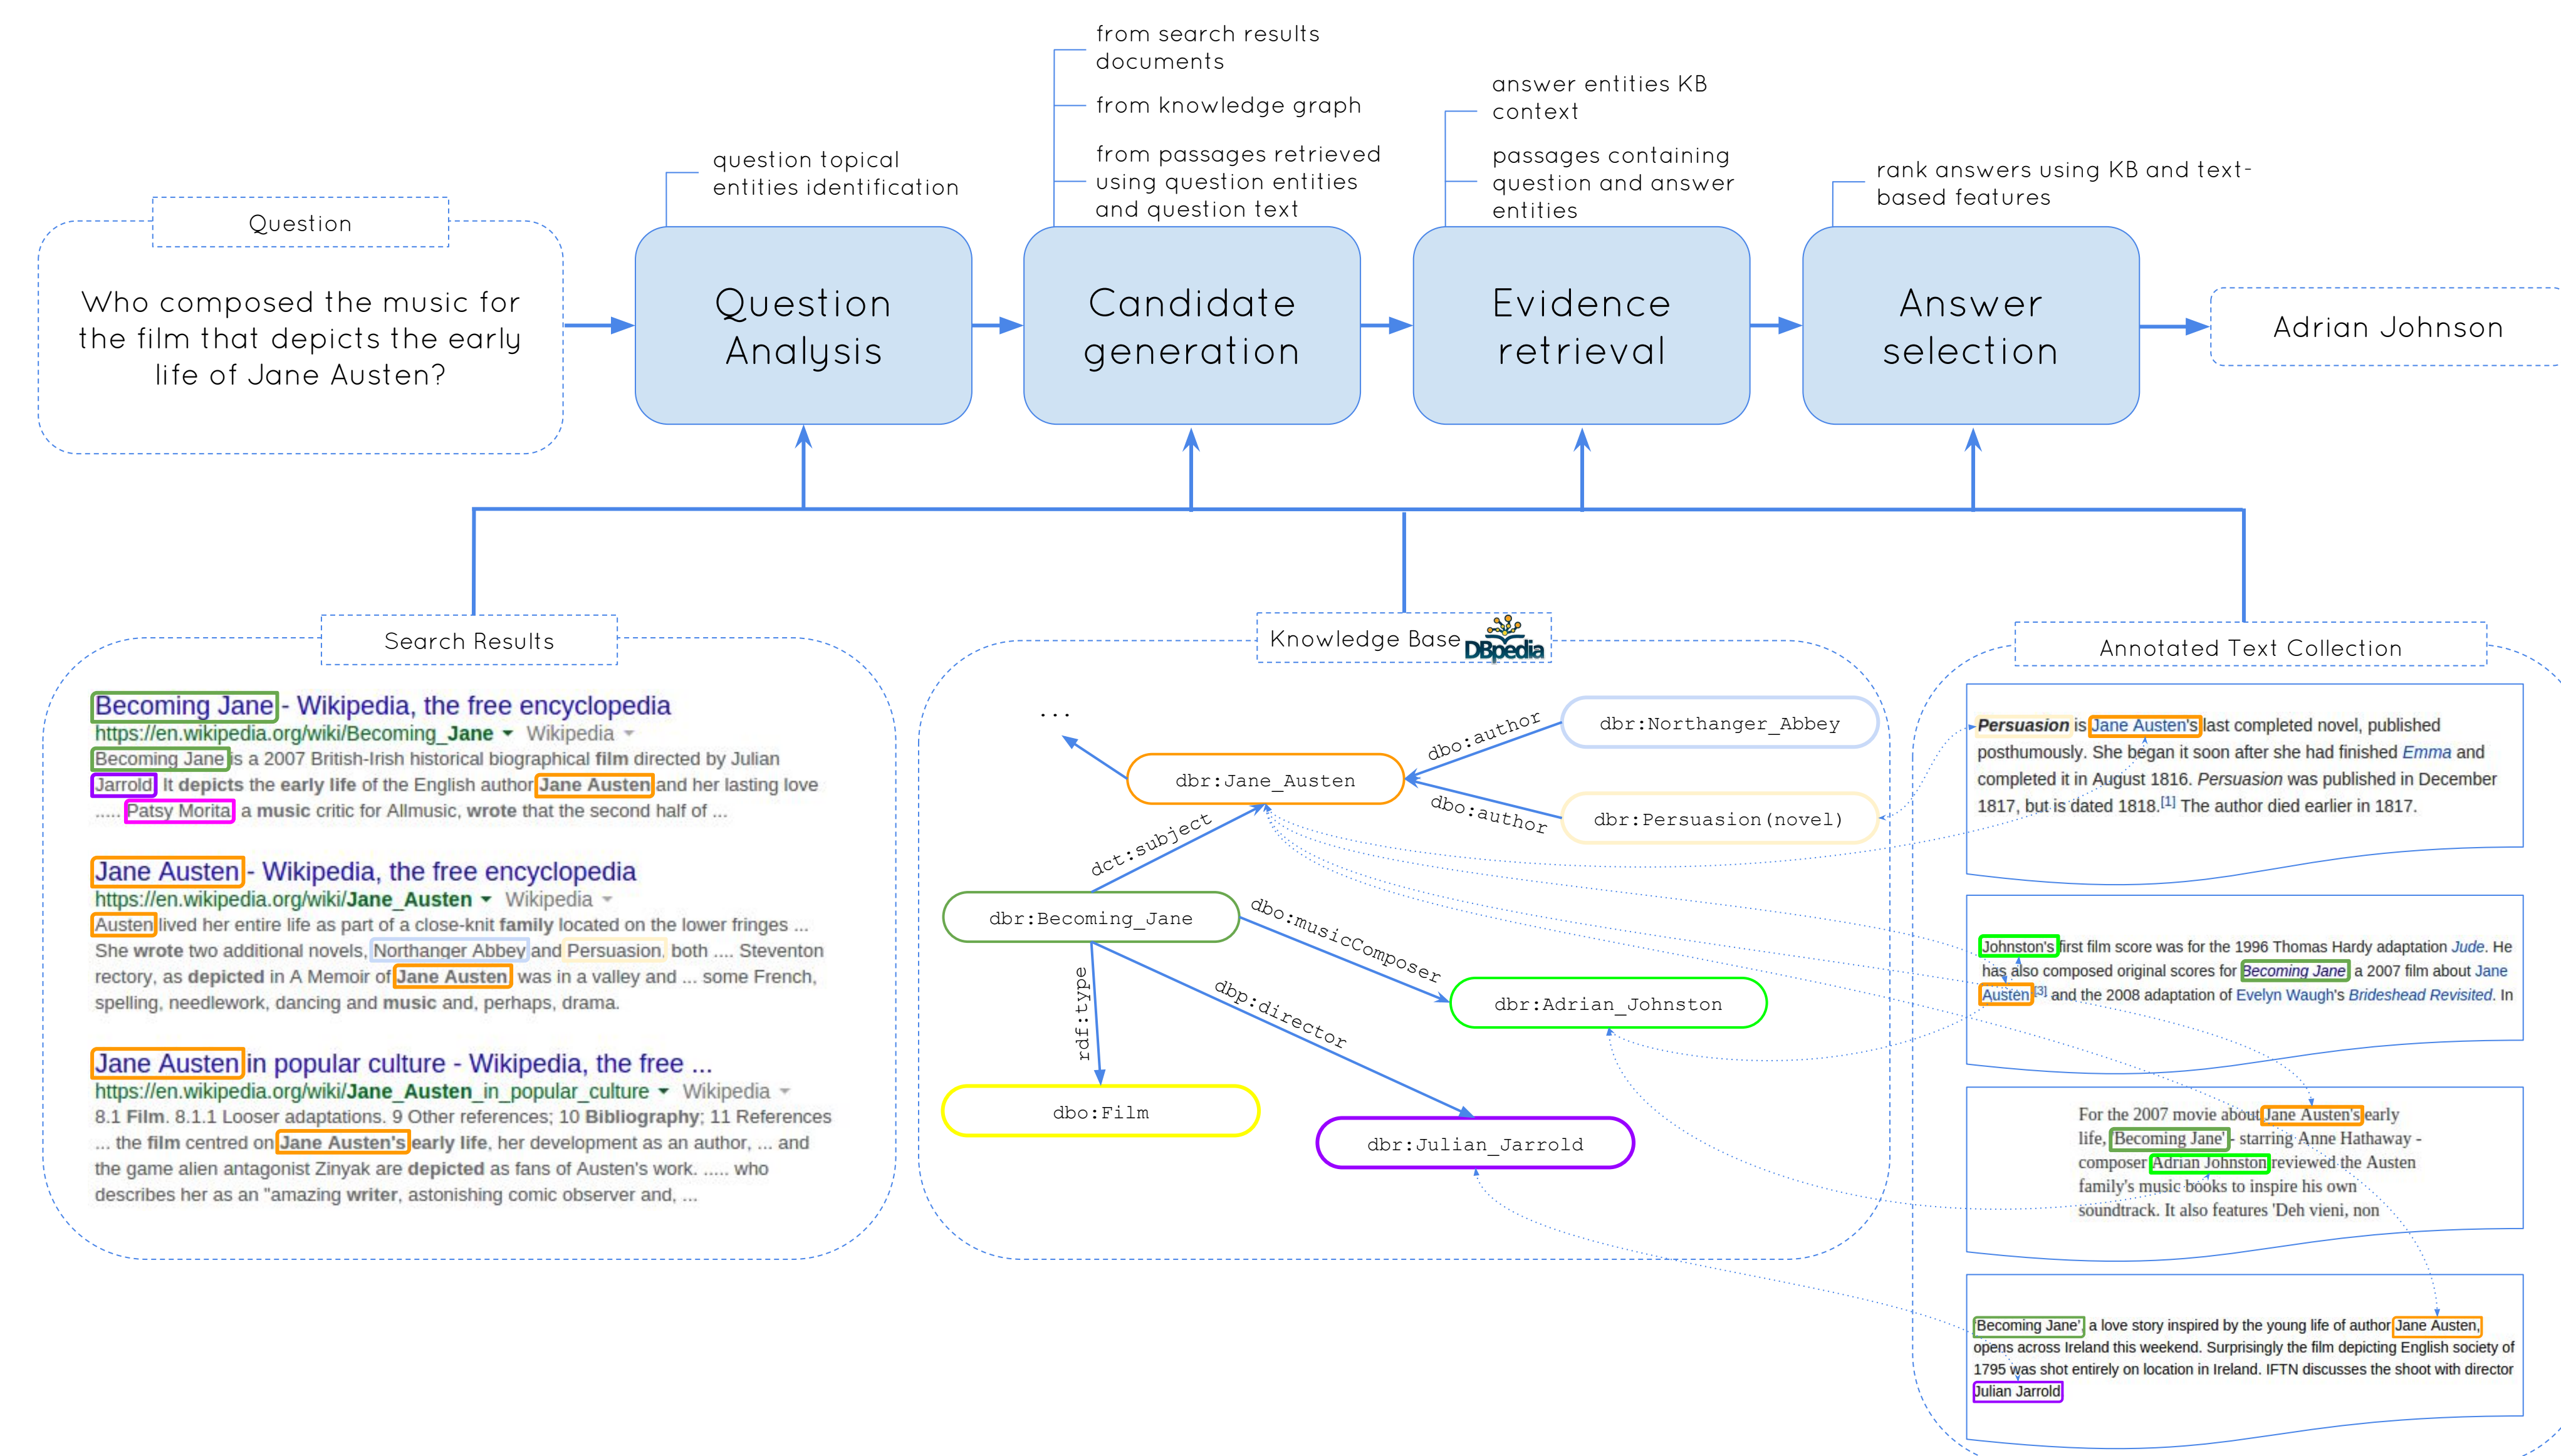 from search results
documents
from knowledge graph
from passages retrieved
using question entities
and question text
answer entities KB
context
passages containing
question and answer
entities
question topical
entities identification
rank answers using KB and text-
based features
Question
Who composed the music for
the film that depicts the early
life of Jane Austen?
Question
Analysis
Candidate
generation
Evidence
retrieval
Answer
selection
Adrian Johnson
Search Results
Becoming Jane - Wikipedia, the free encyclopedia
https://en.wikipedia.org/wiki/Becoming_Jane Wikipedia
Becoming Jane is a 2007 British-Irish historical biographical film directed by Julian
Jarrold. It depicts the early life of the English author Jane Austen and her lasting love
..... Patsy Morita, a music critic for Allmusic, wrote that the second half of ...
Jane Austen - Wikipedia, the free encyclopedia
https://en.wikipedia.org/wiki/Jane_Austen Wikipedia
Austen lived her entire life as part of a close-knit family located on the lower fringes ...
She wrote two additional novels, Northanger Abbey and Persuasion, both .... Steventon
rectory, as depicted in A Memoir of Jane Austen, was in a valley and ... some French,
spelling, needlework, dancing and music and, perhaps, drama.
Jane Austen in popular culture - Wikipedia, the free ...
https://en.wikipedia.org/wiki/Jane_Austen_in_popular_culture Wikipedia
8.1 Film. 8.1.1 Looser adaptations. 9 Other references; 10 Bibliography; 11 References
... the film centred on Jane Austen's early life, her development as an author, ... and
the game alien antagonist Zinyak are depicted as fans of Austen's work. ..... who
describes her as an "amazing writer, astonishing comic observer and, ...
Knowledge Base DBpedia
...
dbr:Northanger_Abbey
dbo:author
dbr:Jane_Austen
dbo:author
dbr:Persuasion(novel)
dct:subject
dbr:Becoming_Jane
dbo:musicComposer
dbr:Adrian_Johnston
rdf:type
dbp:director
dbo:Film
dbr:Julian_Jarrold
Annotated Text Collection
Persuasion is Jane Austen's last completed novel, published
posthumously. She began it soon after she had finished Emma and
completed it in August 1816. Persuasion was published in December
1817, but is dated 1818.[1] The author died earlier in 1817.
Johnston's first film score was for the 1996 Thomas Hardy adaptation Jude. He
has also composed original scores for Becoming Jane, a 2007 film about Jane
Austen,[3] and the 2008 adaptation of Evelyn Waugh's Brideshead Revisited. In
For the 2007 movie about Jane Austen's early
life, 'Becoming Jane' - starring Anne Hathaway -
composer Adrian Johnston reviewed the Austen
family's music books to inspire his own
soundtrack. It also features 'Deh vieni, non
'Becoming Jane', a love story inspired by the young life of author Jane Austen,
opens across Ireland this weekend. Surprisingly the film depicting English society of
1795 was shot entirely on location in Ireland. IFTN discusses the shoot with director
Julian Jarrold